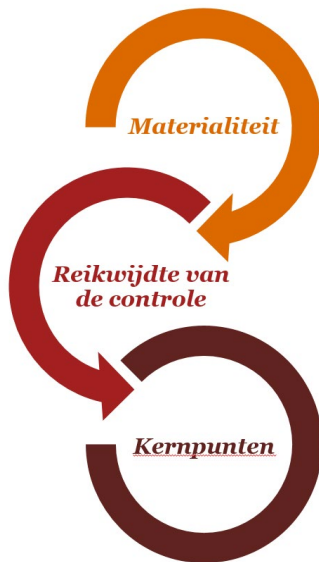 Materialiteit
Reikwijdte van
de controle
Kernpunten